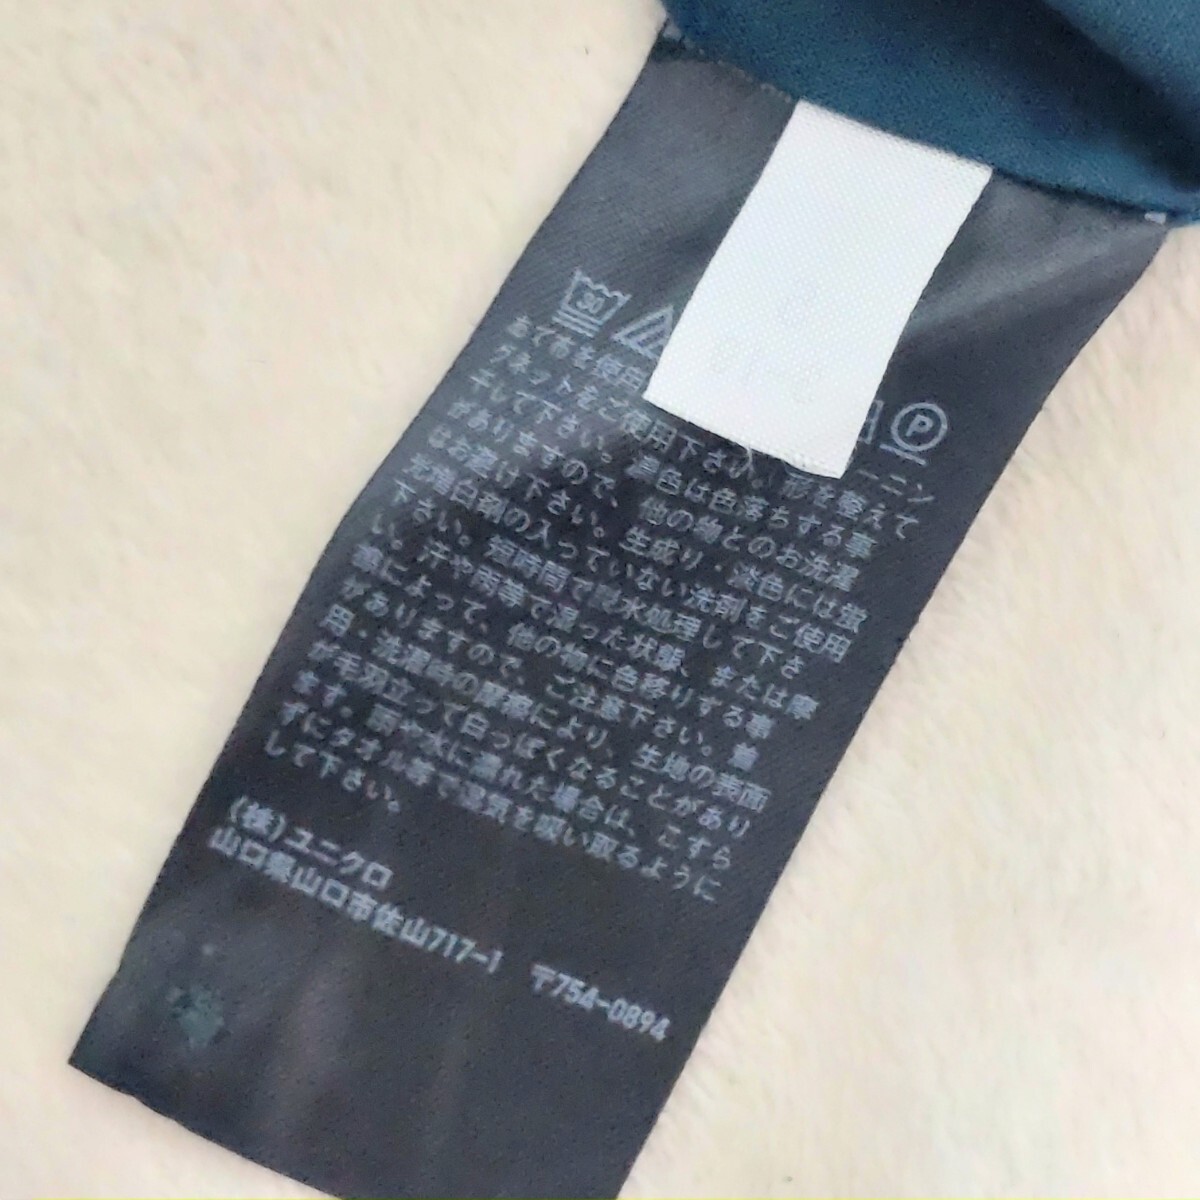 30
P
あて布を使用 ーニン
グネットをご使用下さい。形を整えて
干して下さい。濃色は色落ちする事
がありますので、他の物とのお洗濯
はお避け下さい。生成り・淡色には蛍
光増白剤の入っていない洗剤をご使用
下さい。短時間で脱水処理して下さ
い。汗や雨等で湿った状態、または摩
擦によって、他の物に色移りする事
がありますので、ご注意下さい。着
用・洗濯時の摩擦により、生地の表面
が毛羽立って白っぽくなることがあり
ます。雨や水に濡れた場合は、こすら
ずにタオル等で湿気を吸い取るように
して下さい。
(株)ユニクロ
山口県山口市佐山717-1 〒754-0894